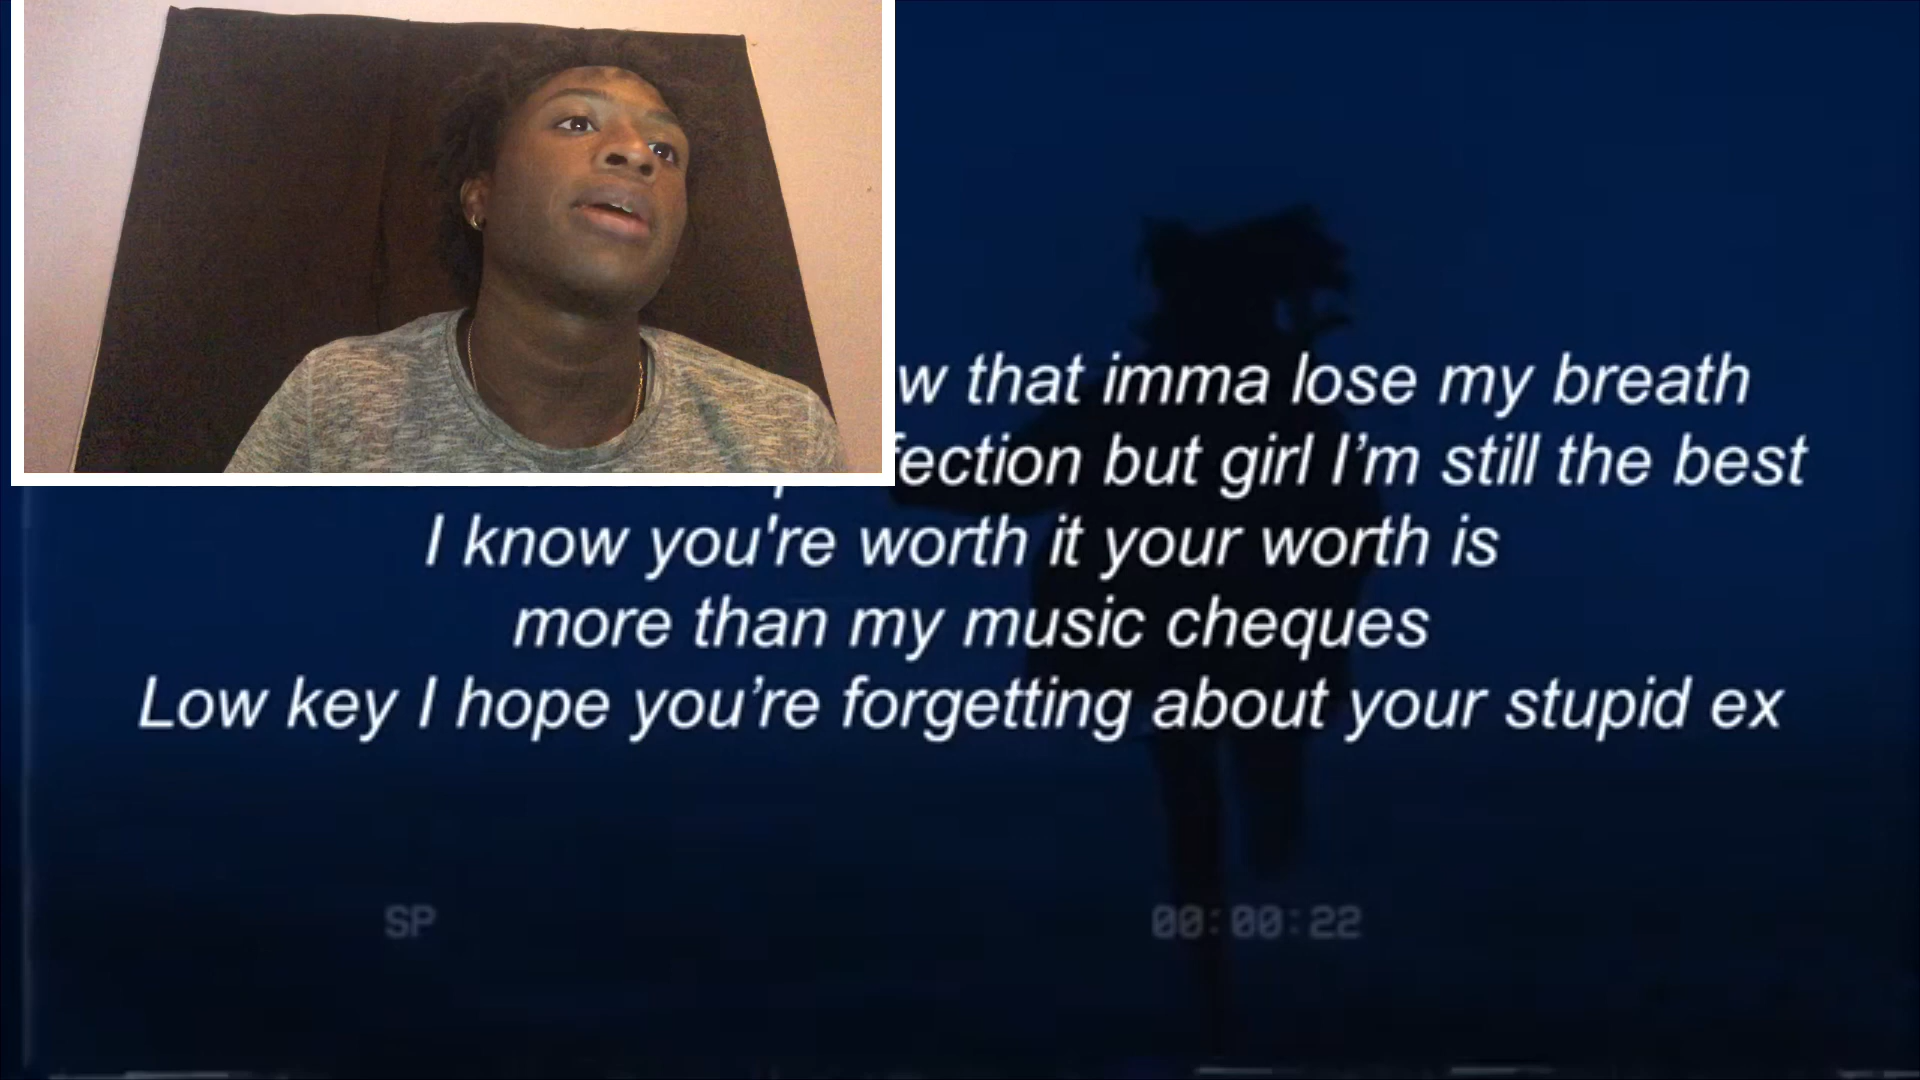 that imma lose my breath
but girl I’m still the best
I know you're worth it your worth is
more than my music cheques
Low key I hope you’re forgetting about your stupid ex
SP 00:00:22